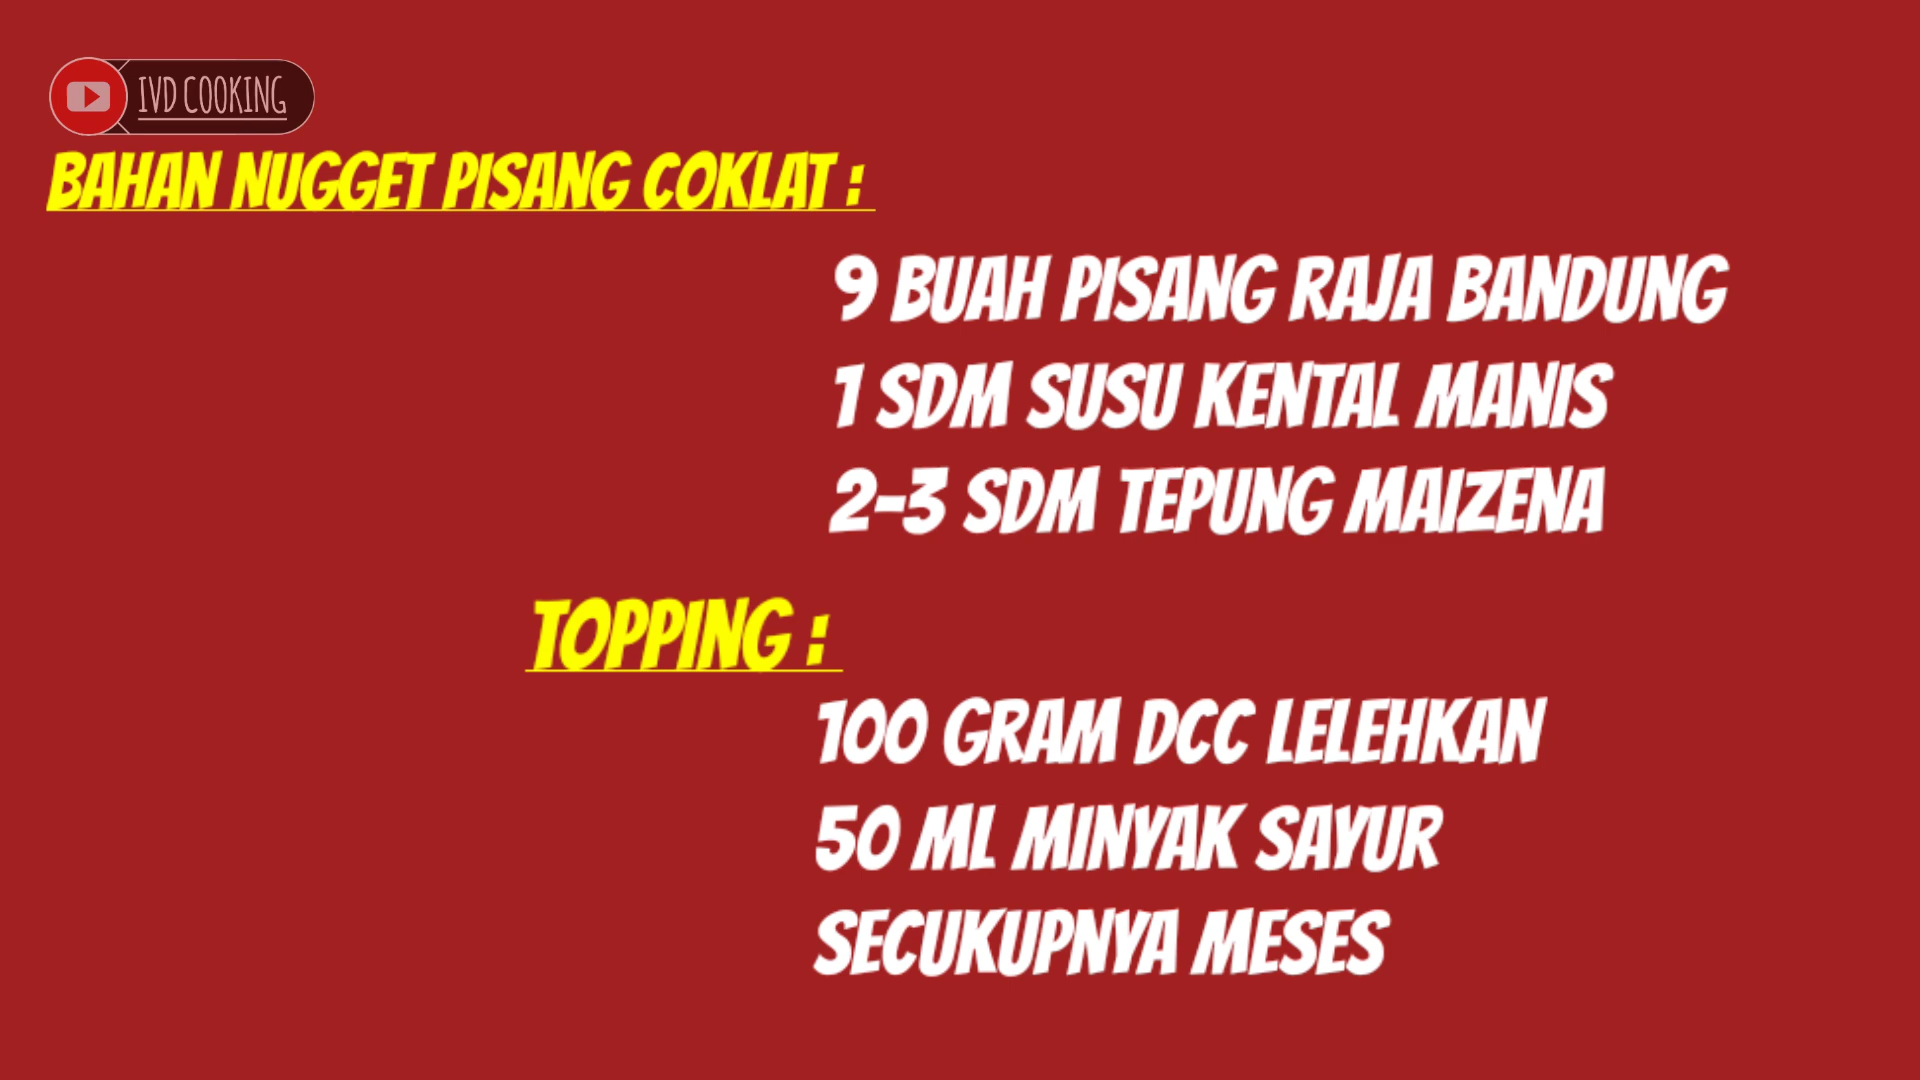 IVD COOKING
BAHAN NUGGET PISANG COKLAT :
9 BUAH PISANG RAJA BANDUNG
1 SDM SUSU KENTAL MANIS
2-3 SDM TEPUNG MAIZENA
TOPPING :
100 GRAM DCC LELEHKAN
50 ML MINYAK SAYUR
SECUKUPNYA MESES